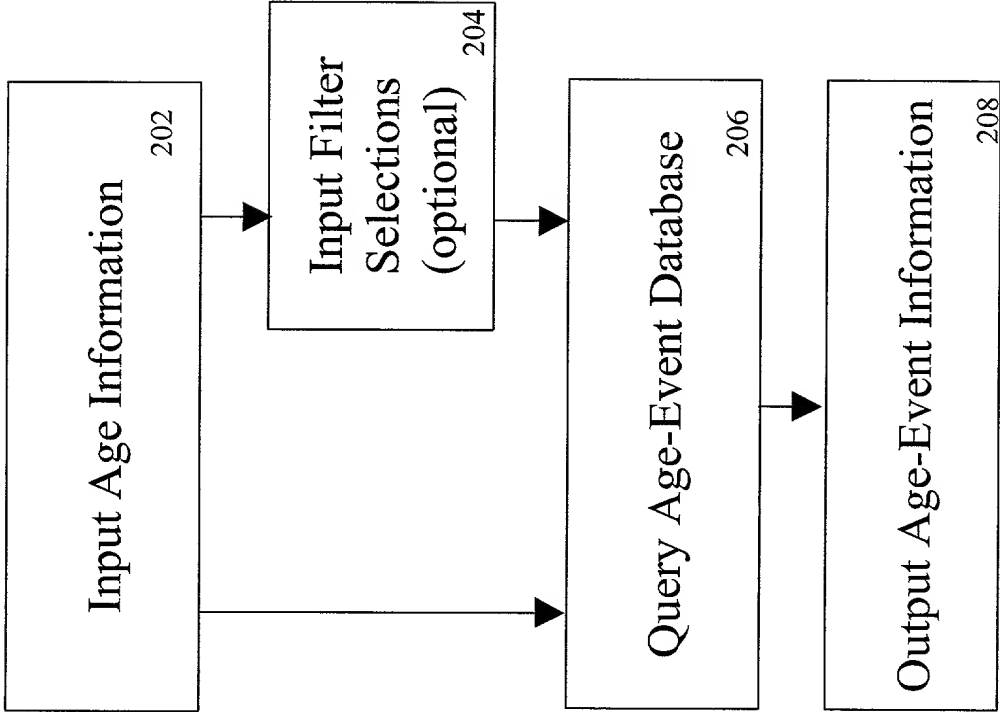 Input Age Information
202
Input Filter
Selections
(optional)
204
Query Age-Event Database
206
Output Age-Event Information
208